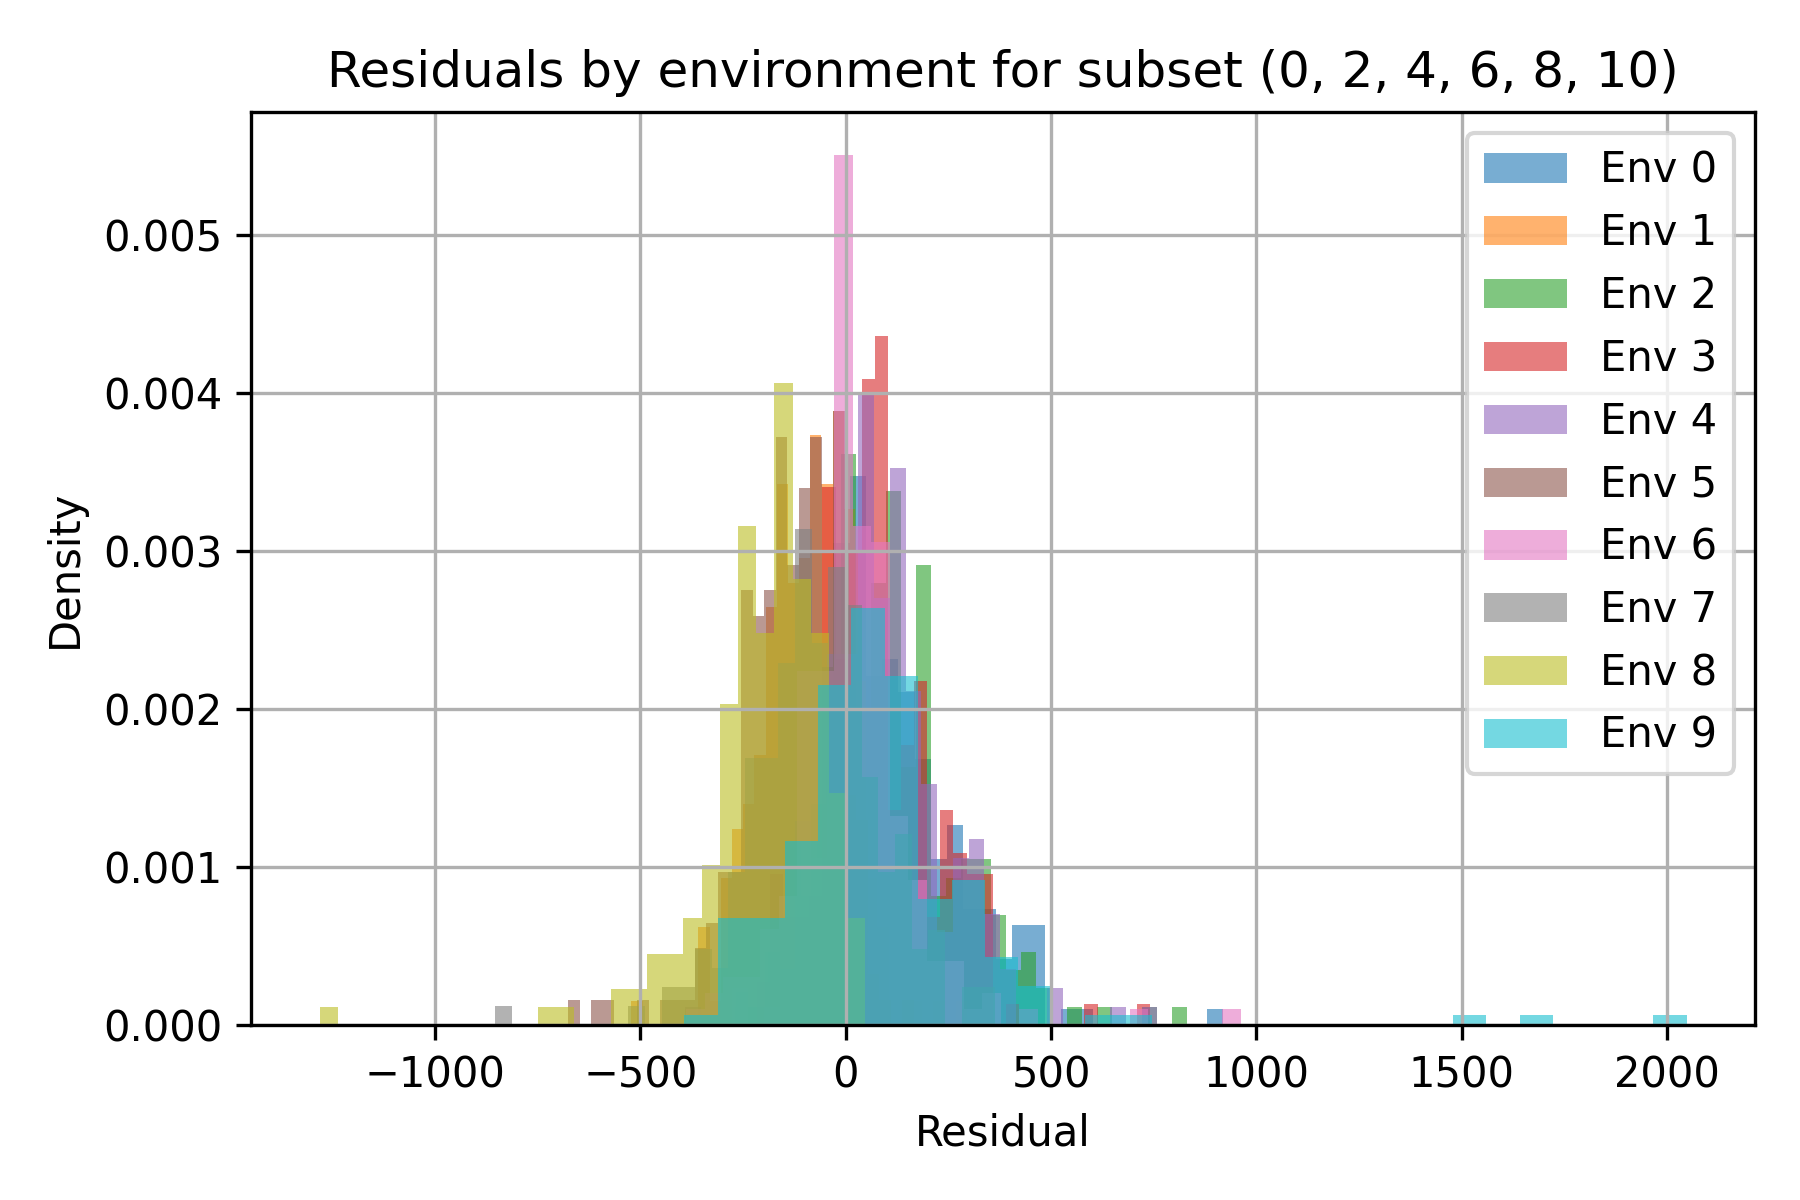 Residuals by environment for subset (0, 2, 4, 6, 8, 10)
Env 0
Env 1
Env 2
Env 3
Env 4
Env 5
Env 6
Env 7
Env 8
Env 9
Density
0.005
0.004
0.003
0.002
0.001
0.000
−1000 −500 0 500 1000 1500 2000
Residual